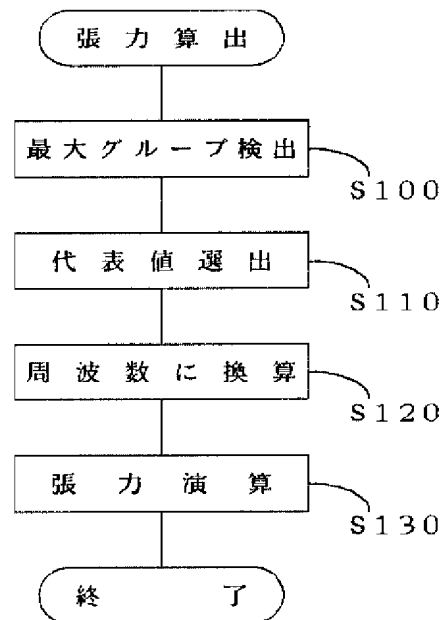 張力算出
最大グループ検出
S100
代表値選出
S110
周波数に換算
S120
張力演算
S130
終了